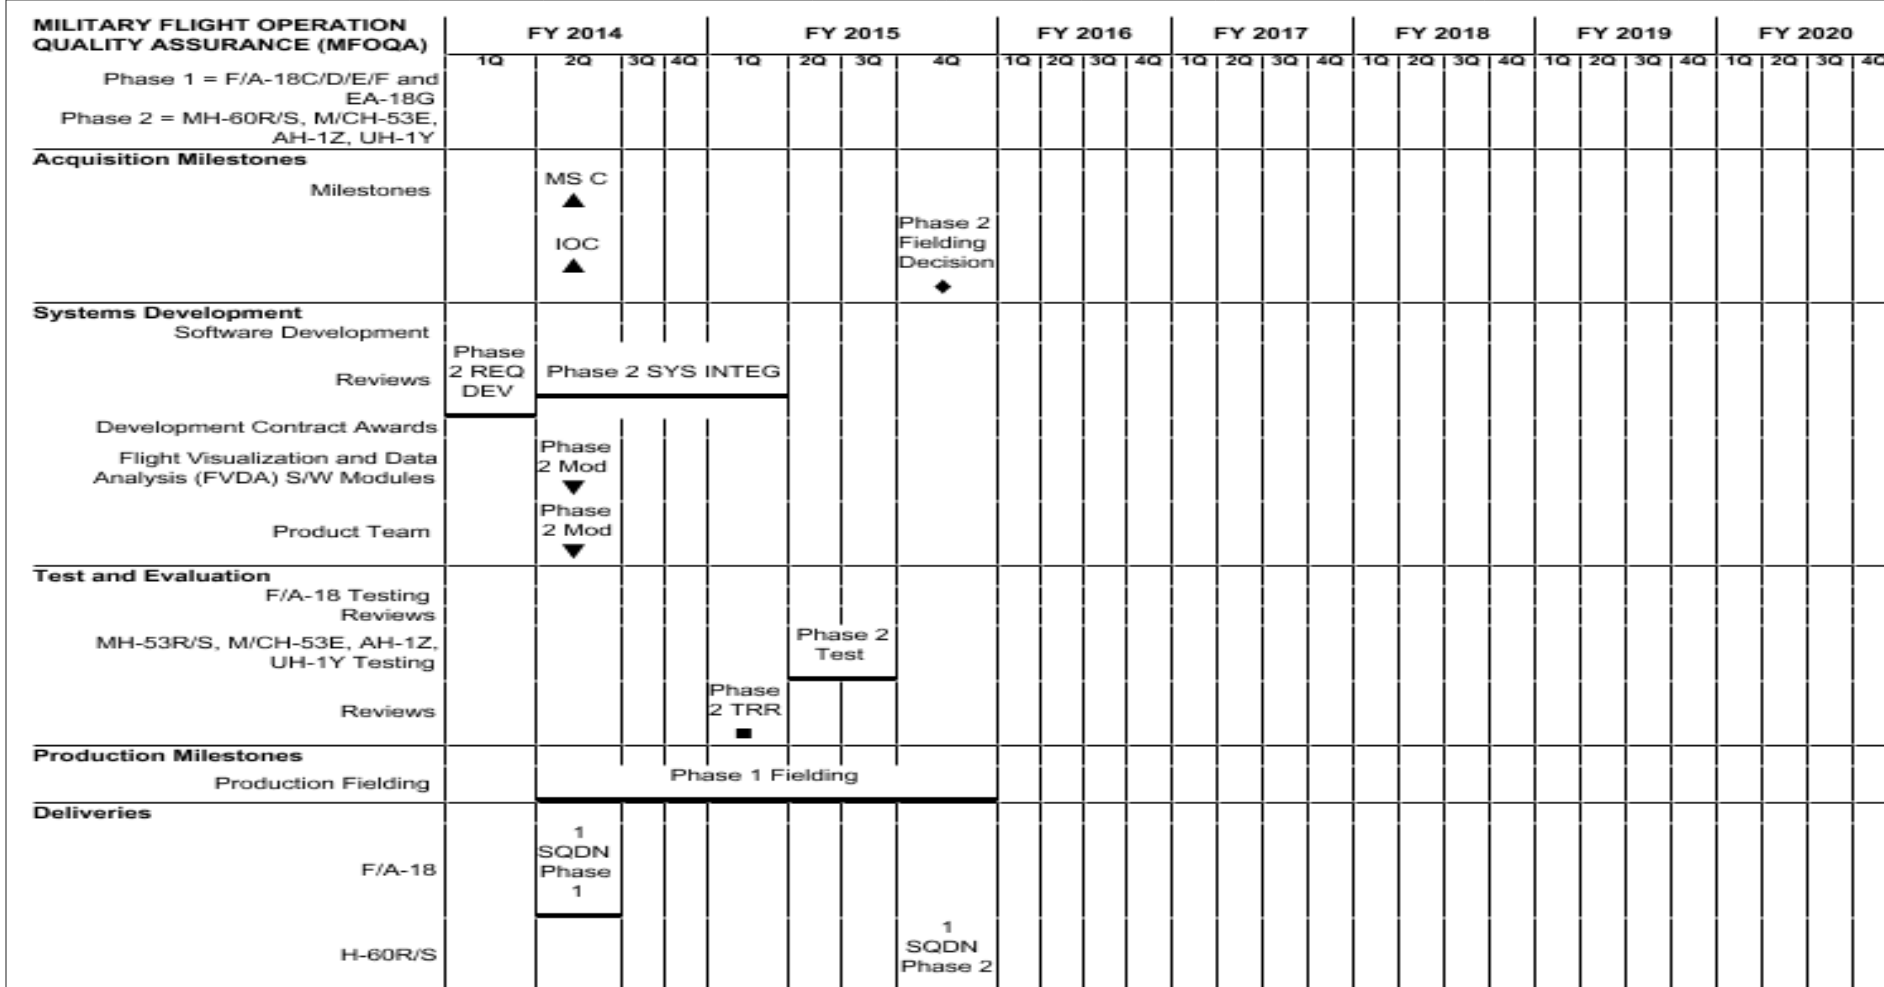 MILITARY FLIGHT OPERATION
QUALITY ASSURANCE (MFOQA)
FY 2014 FY 2015 FY 2016 FY 2017 FY 2018 FY 2019 FY 2020
1Q 2Q 3Q 4Q 1Q 2Q 3Q 4Q 1Q 2Q 3Q 4Q 1Q 2Q 3Q 4Q 1Q 2Q 3Q 4Q 1Q 2Q 3Q 4Q 1Q 2Q 3Q 4Q
Phase 1 = F/A-18C/D/E/F and
EA-18G
Phase 2 = MH-60R/S, M/CH-53E,
AH-1Z, UH-1Y
Acquisition Milestones
Milestones
MS C
IOC
Phase 2
Fielding
Decision
Systems Development
Software Development
Reviews
Phase
2 REQ
DEV
Phase 2 SYS INTEG
Development Contract Awards
Flight Visualization and Data
Analysis (FVDA) S/W Modules
Phase
2 Mod
Product Team
Phase
2 Mod
Test and Evaluation
F/A-18 Testing
Reviews
MH-53R/S, M/CH-53E, AH-1Z,
UH-1Y Testing
Phase 2
Test
Reviews
Phase
2 TRR
Production Milestones
Production Fielding
Phase 1 Fielding
Deliveries
F/A-18
1
SQDN
Phase
1
H-60R/S
1
SQDN
Phase 2